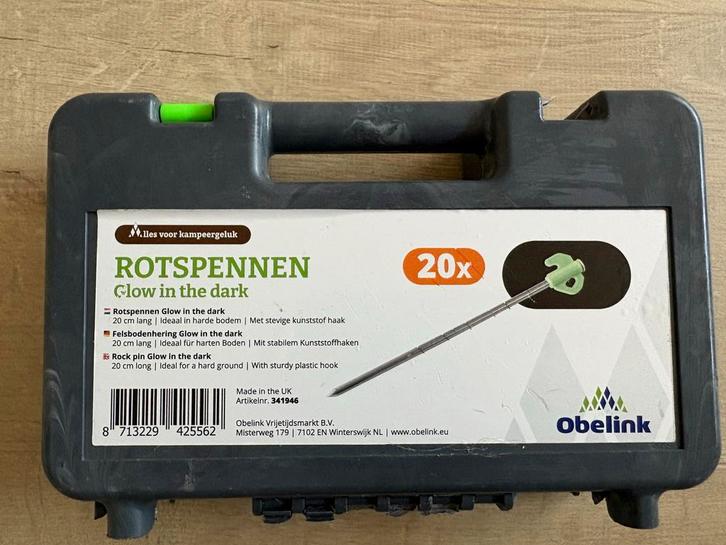 Alles voor kampeergeluk
ROTSPENNEN
Glow in the dark
20x
Rotspennen Glow in the dark
20 cm lang | Ideaal in harde bodem | Met stevige kunststof haak
Felsbodenhering Glow in the dark
20 cm lang | Ideal für harten Boden | Mit stabilem Kunststoffhaken
Rock pin Glow in the dark
20 cm long | Ideal for a hard ground | With sturdy plastic hook
Made in the UK
Artikelnr. 341946
Obelink Vrijetijdsmarkt B.V.
Misterweg 179 | 7102 EN Winterswijk NL | www.obelink.eu
8 713229 425562
Obelink